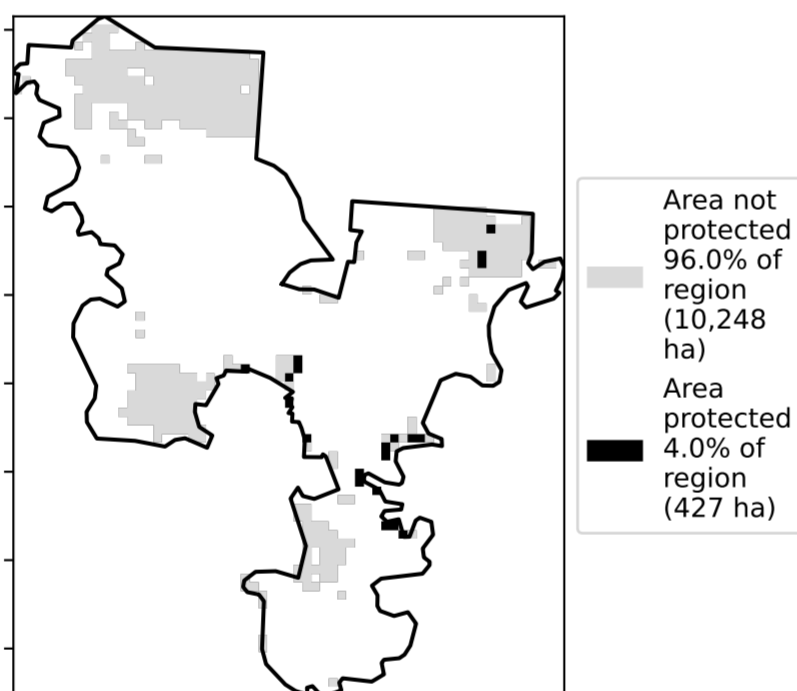 Area not
protected
96.0% of
region
(10,248
ha)
Area
protected
4.0% of
region
(427 ha)